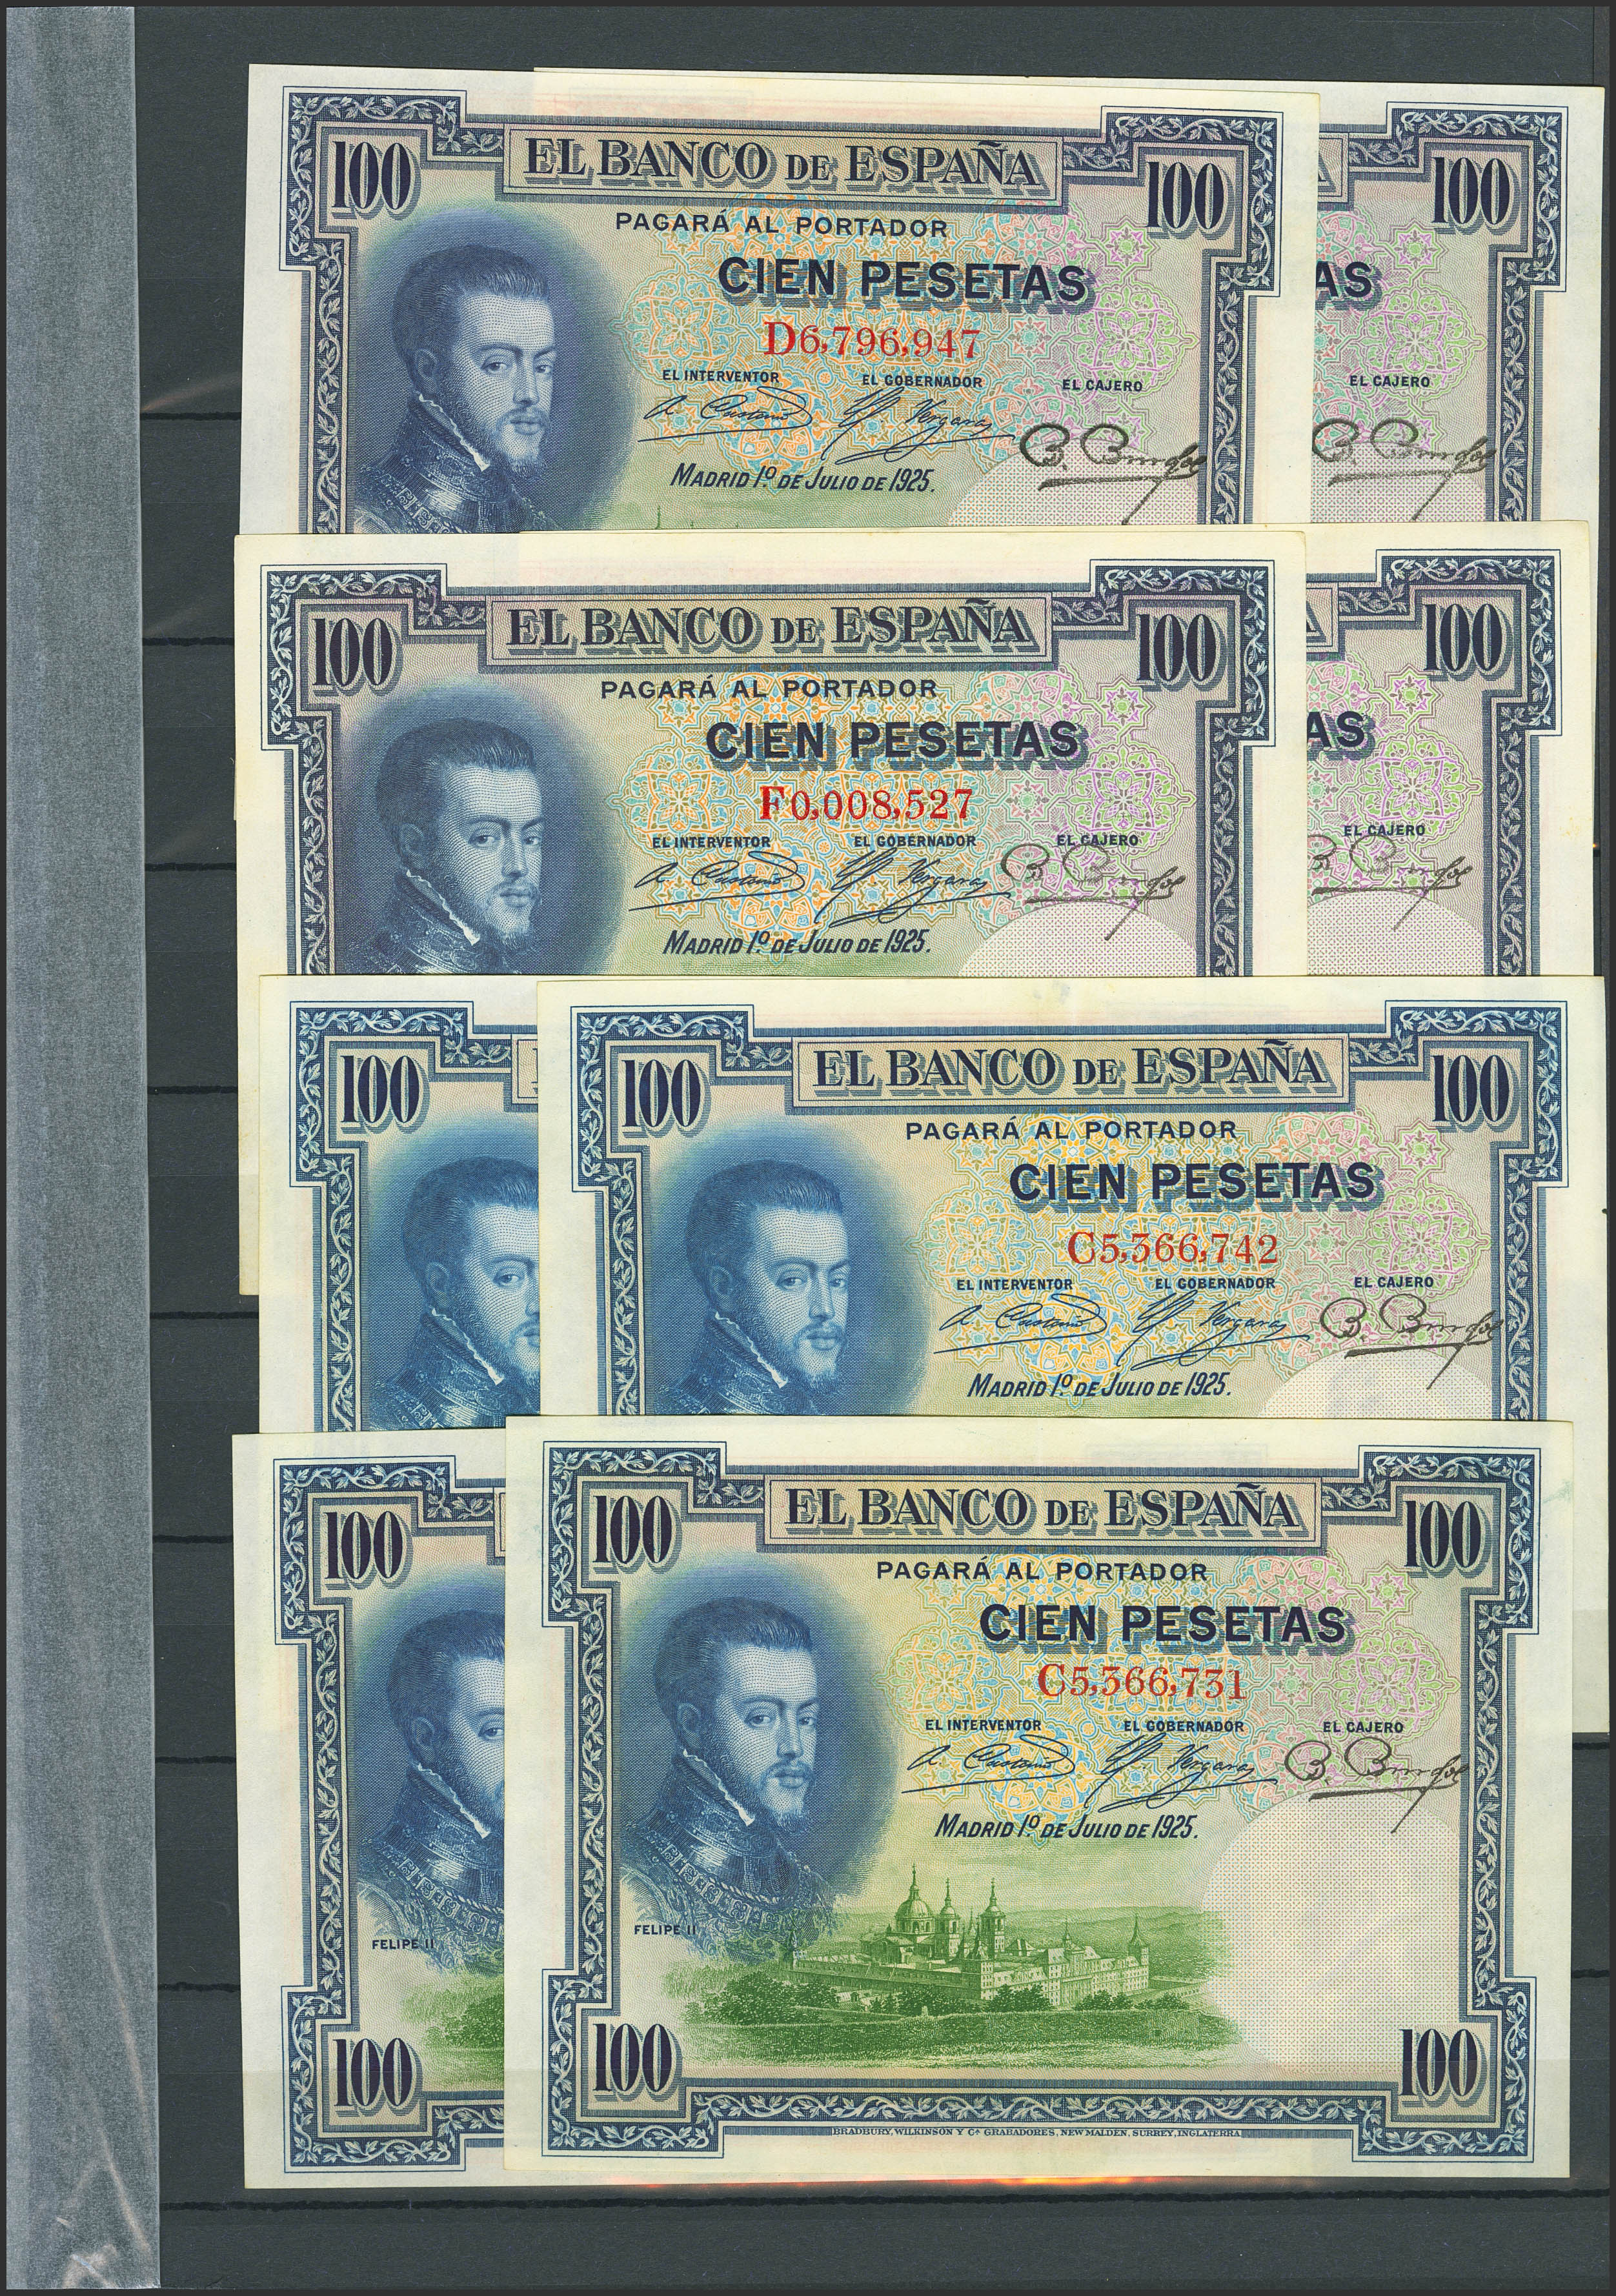 100
EL BANCO DE ESPAÑA
100
PAGARÁ AL PORTADOR
CIEN PESETAS
D6,796,947
EL INTERVENTOR EL GOBERNADOR EL CAJERO
MADRID 1º DE JULIO DE 1925.
100
AS
EL CAJERO
100
EL BANCO DE ESPAÑA
100
PAGARÁ AL PORTADOR
CIEN PESETAS
F0,008,527
EL INTERVENTOR EL GOBERNADOR EL CAJERO
MADRID 1º DE JULIO DE 1925.
100
AS
EL CAJERO
100
100
EL BANCO DE ESPAÑA
100
PAGARÁ AL PORTADOR
CIEN PESETAS
C5,366,742
EL INTERVENTOR EL GOBERNADOR EL CAJERO
MADRID 1º DE JULIO DE 1925.
100
FELIPE II
100
100
EL BANCO DE ESPAÑA
100
PAGARÁ AL PORTADOR
CIEN PESETAS
C5,366,731
EL INTERVENTOR EL GOBERNADOR EL CAJERO
MADRID 1º DE JULIO DE 1925.
FELIPE II
100
100
BRADBURY, WILKINSON Y Cª GRABADORES, NEW MALDEN, SURREY, INGLATERRA